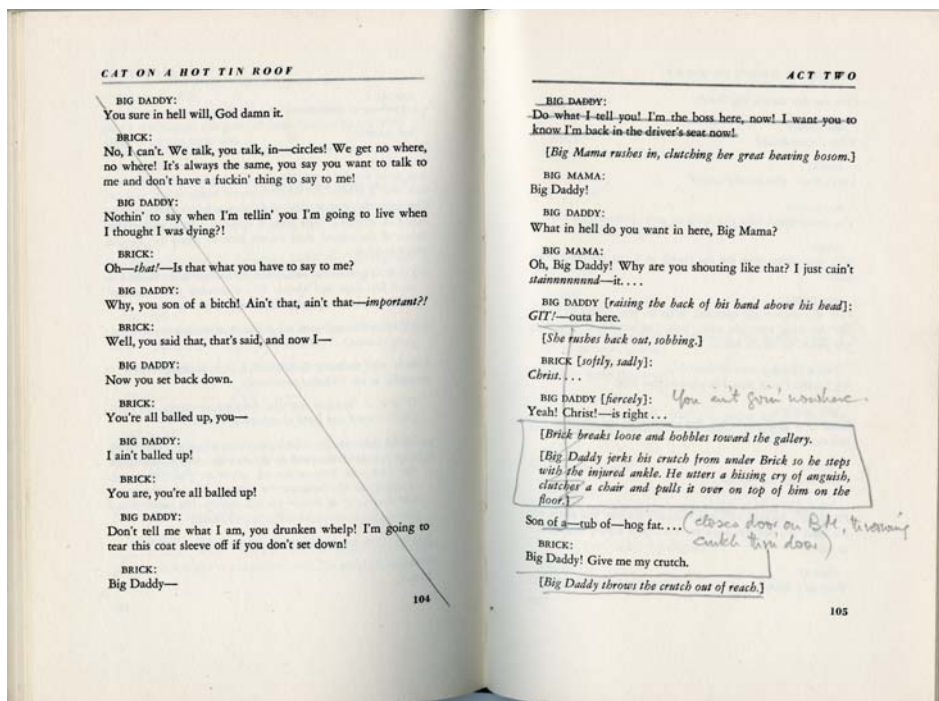 CAT ON A HOT TIN ROOF
BIG DADDY:
You sure in hell will, God damn it.
BRICK:
No, I can't. We talk, you talk, in—circles! We get no where,
no where! It's always the same, you say you want to talk to
me and don't have a fuckin' thing to say to me!
BIG DADDY:
Nothin' to say when I'm tellin' you I'm going to live when
I thought I was dying?!
BRICK:
Oh—that!—Is that what you have to say to me?
BIG DADDY:
Why, you son of a bitch! Ain't that, ain't that—important?!
BRICK:
Well, you said that, that's said, and now I—
BIG DADDY:
Now you set back down.
BRICK:
You're all balled up, you—
BIG DADDY:
I ain't balled up!
BRICK:
You are, you're all balled up!
BIG DADDY:
Don't tell me what I am, you drunken whelp! I'm going to
tear this coat sleeve off if you don't set down!
BRICK:
Big Daddy—
104
ACT TWO
BIG DADDY:
Do what I tell you! I'm the boss here, now! I want you to
know I'm back in the driver's seat now!
[Big Mama rushes in, clutching her great heaving bosom.]
BIG MAMA:
Big Daddy!
BIG DADDY:
What in hell do you want in here, Big Mama?
BIG MAMA:
Oh, Big Daddy! Why are you shouting like that? I just cain't
stainnnnnnnd—it. . . .
BIG DADDY [raising the back of his hand above his head]:
GIT!—outa here.
[She rushes back out, sobbing.]
BRICK [softly, sadly]:
Christ. . . .
BIG DADDY [fiercely]: You ain't goin' nowhere.
Yeah! Christ!—is right . . .
[Brick breaks loose and hobbles toward the gallery.
[Big Daddy jerks his crutch from under Brick so he steps
with the injured ankle. He utters a hissing cry of anguish,
clutches a chair and pulls it over on top of him on the
floor.]
Son of a—tub of—hog fat. . . . (closes door on B.M., throwing
crutch thru' door)
BRICK:
Big Daddy! Give me my crutch.
[Big Daddy throws the crutch out of reach.]
105